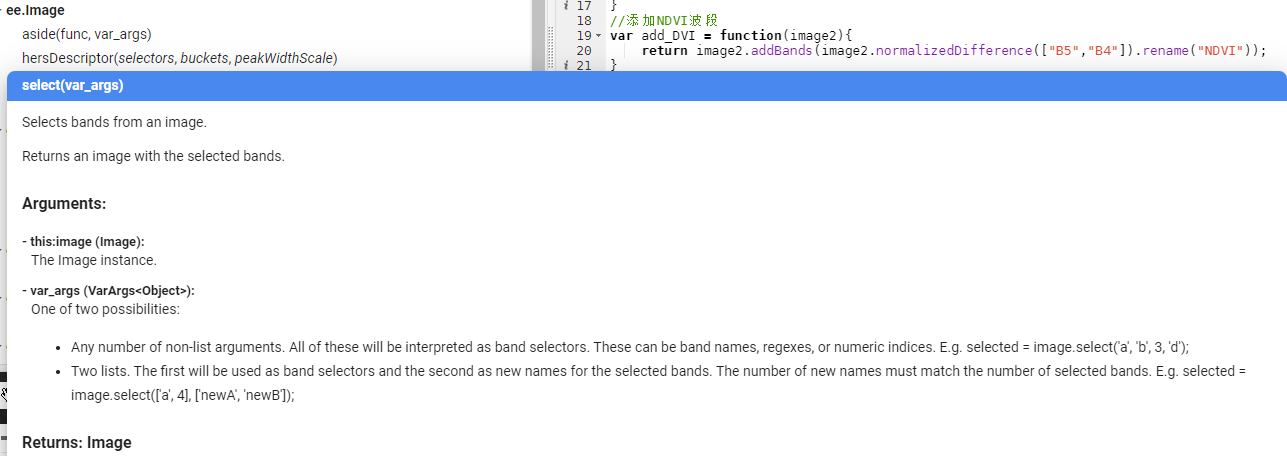 ee.Image
aside(func, var_args)
hersDescriptor(selectors, buckets, peakWidthScale)
i 17 }
18 //添加NDVI波段
19 var add_DVI = function(image2){
20 return image2.addBands(image2.normalizedDifference(["B5","B4"]).rename("NDVI"));
i 21 }
select(var_args)
Selects bands from an image.
Returns an image with the selected bands.
Arguments:
- this:image (Image):
The Image instance.
- var_args (VarArgs<Object>):
One of two possibilities:
• Any number of non-list arguments. All of these will be interpreted as band selectors. These can be band names, regexes, or numeric indices. E.g. selected = image.select('a', 'b', 3, 'd');
• Two lists. The first will be used as band selectors and the second as new names for the selected bands. The number of new names must match the number of selected bands. E.g. selected =
image.select(['a', 4], ['newA', 'newB']);
Returns: Image